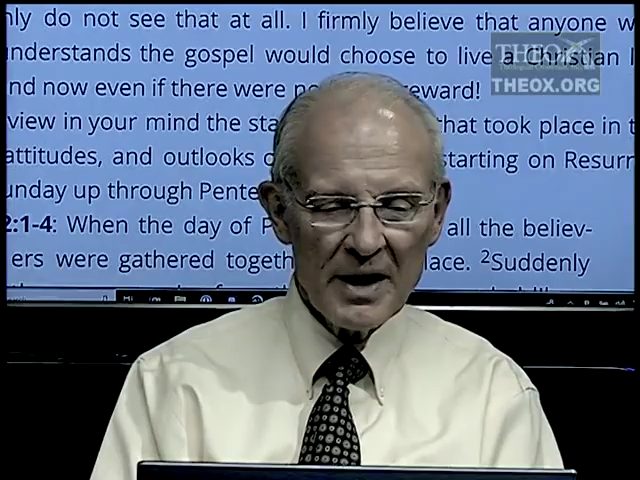 nly do not see that at all. I firmly believe that anyone w
understands the gospel would choose to live a Christian l
nd now even if there were no reward!
view in your mind the sta that took place in t
attitudes, and outlooks o starting on Resurr
unday up through Pente
2:1-4: When the day of P all the believ-
ers were gathered togeth lace. ²Suddenly
THEOX
THEOX.ORG